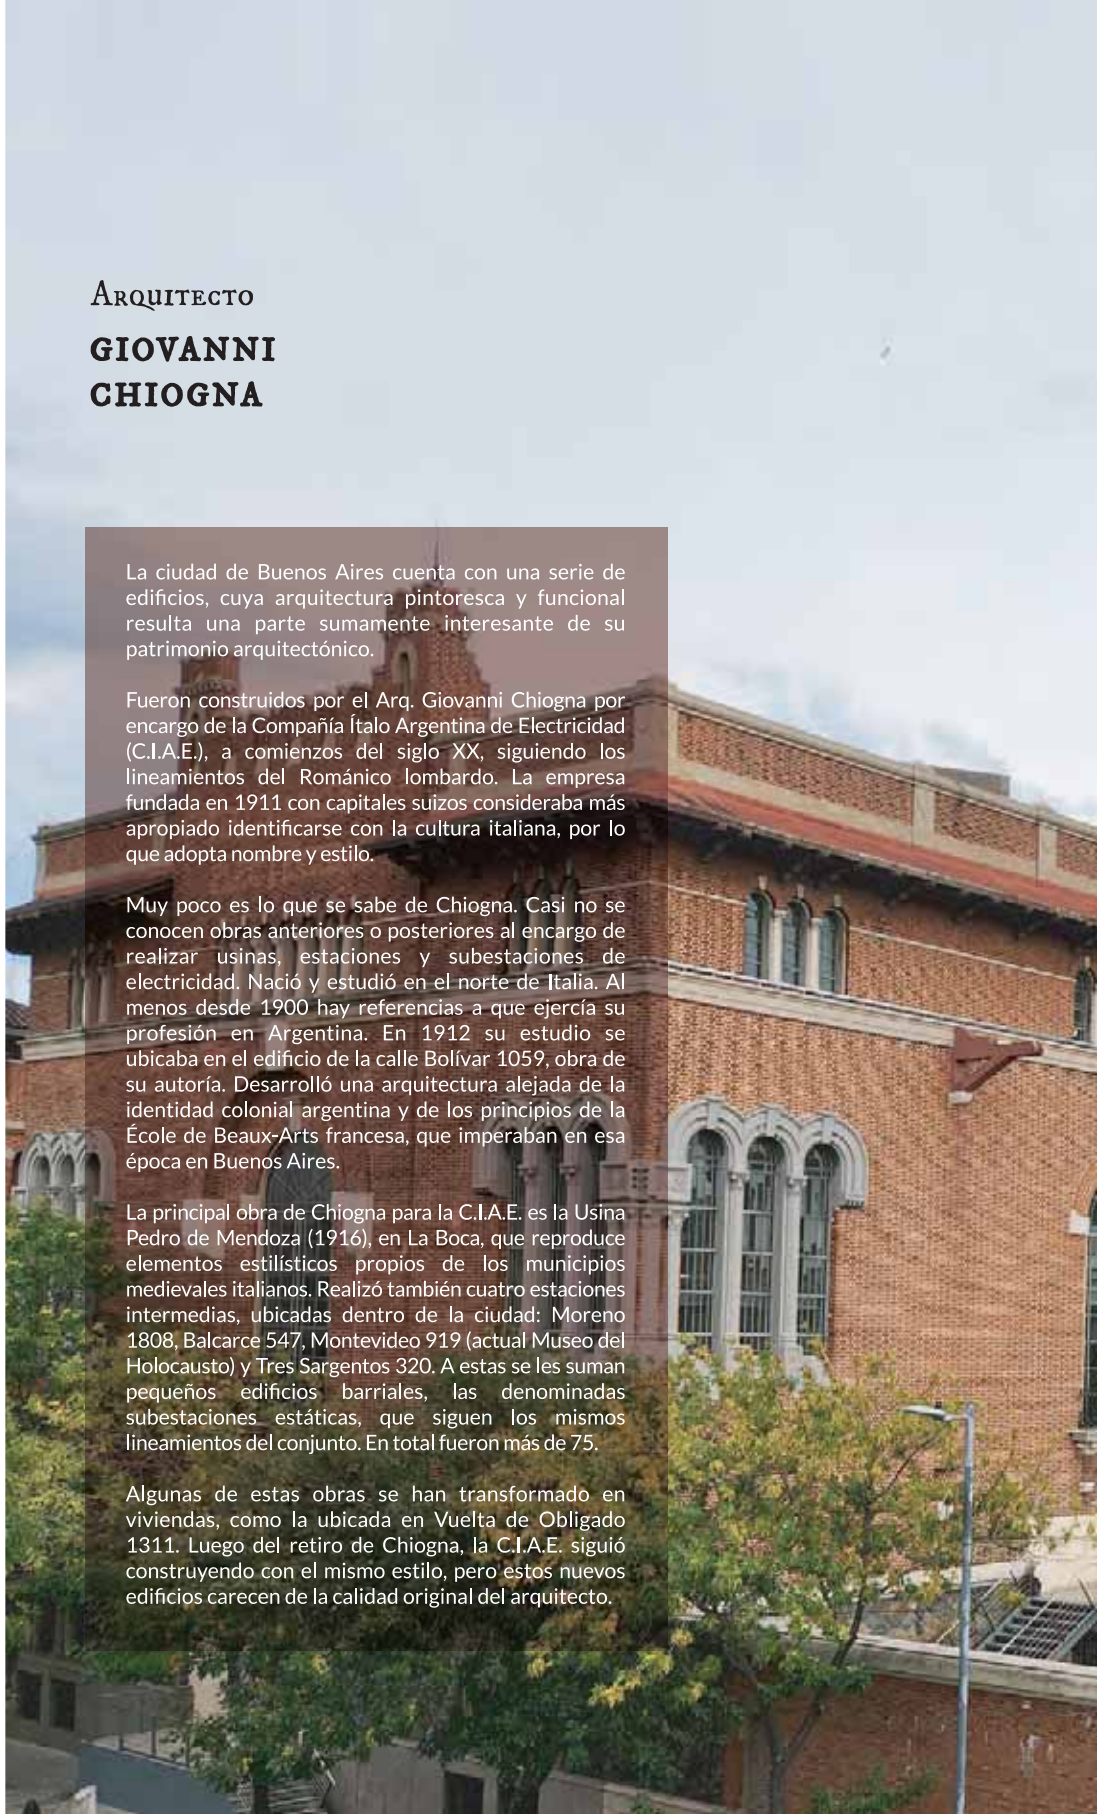 Arquitecto
GIOVANNI
CHIOGNA
La ciudad de Buenos Aires cuenta con una serie de
edificios, cuya arquitectura pintoresca y funcional
resulta una parte sumamente interesante de su
patrimonio arquitectónico.
Fueron construidos por el Arq. Giovanni Chiogna por
encargo de la Compañía Ítalo Argentina de Electricidad
(C.I.A.E.), a comienzos del siglo XX, siguiendo los
lineamientos del Románico lombardo. La empresa
fundada en 1911 con capitales suizos consideraba más
apropiado identificarse con la cultura italiana, por lo
que adopta nombre y estilo.
Muy poco es lo que se sabe de Chiogna. Casi no se
conocen obras anteriores o posteriores al encargo de
realizar usinas, estaciones y subestaciones de
electricidad. Nació y estudió en el norte de Italia. Al
menos desde 1900 hay referencias a que ejercía su
profesión en Argentina. En 1912 su estudio se
ubicaba en el edificio de la calle Bolívar 1059, obra de
su autoría. Desarrolló una arquitectura alejada de la
identidad colonial argentina y de los principios de la
École de Beaux-Arts francesa, que imperaban en esa
época en Buenos Aires.
La principal obra de Chiogna para la C.I.A.E. es la Usina
Pedro de Mendoza (1916), en La Boca, que reproduce
elementos estilísticos propios de los municipios
medievales italianos. Realizó también cuatro estaciones
intermedias, ubicadas dentro de la ciudad: Moreno
1808, Balcarce 547, Montevideo 919 (actual Museo del
Holocausto) y Tres Sargentos 320. A estas se les suman
pequeños edificios barriales, las denominadas
subestaciones estáticas, que siguen los mismos
lineamientos del conjunto. En total fueron más de 75.
Algunas de estas obras se han transformado en
viviendas, como la ubicada en Vuelta de Obligado
1311. Luego del retiro de Chiogna, la C.I.A.E. siguió
construyendo con el mismo estilo, pero estos nuevos
edificios carecen de la calidad original del arquitecto.